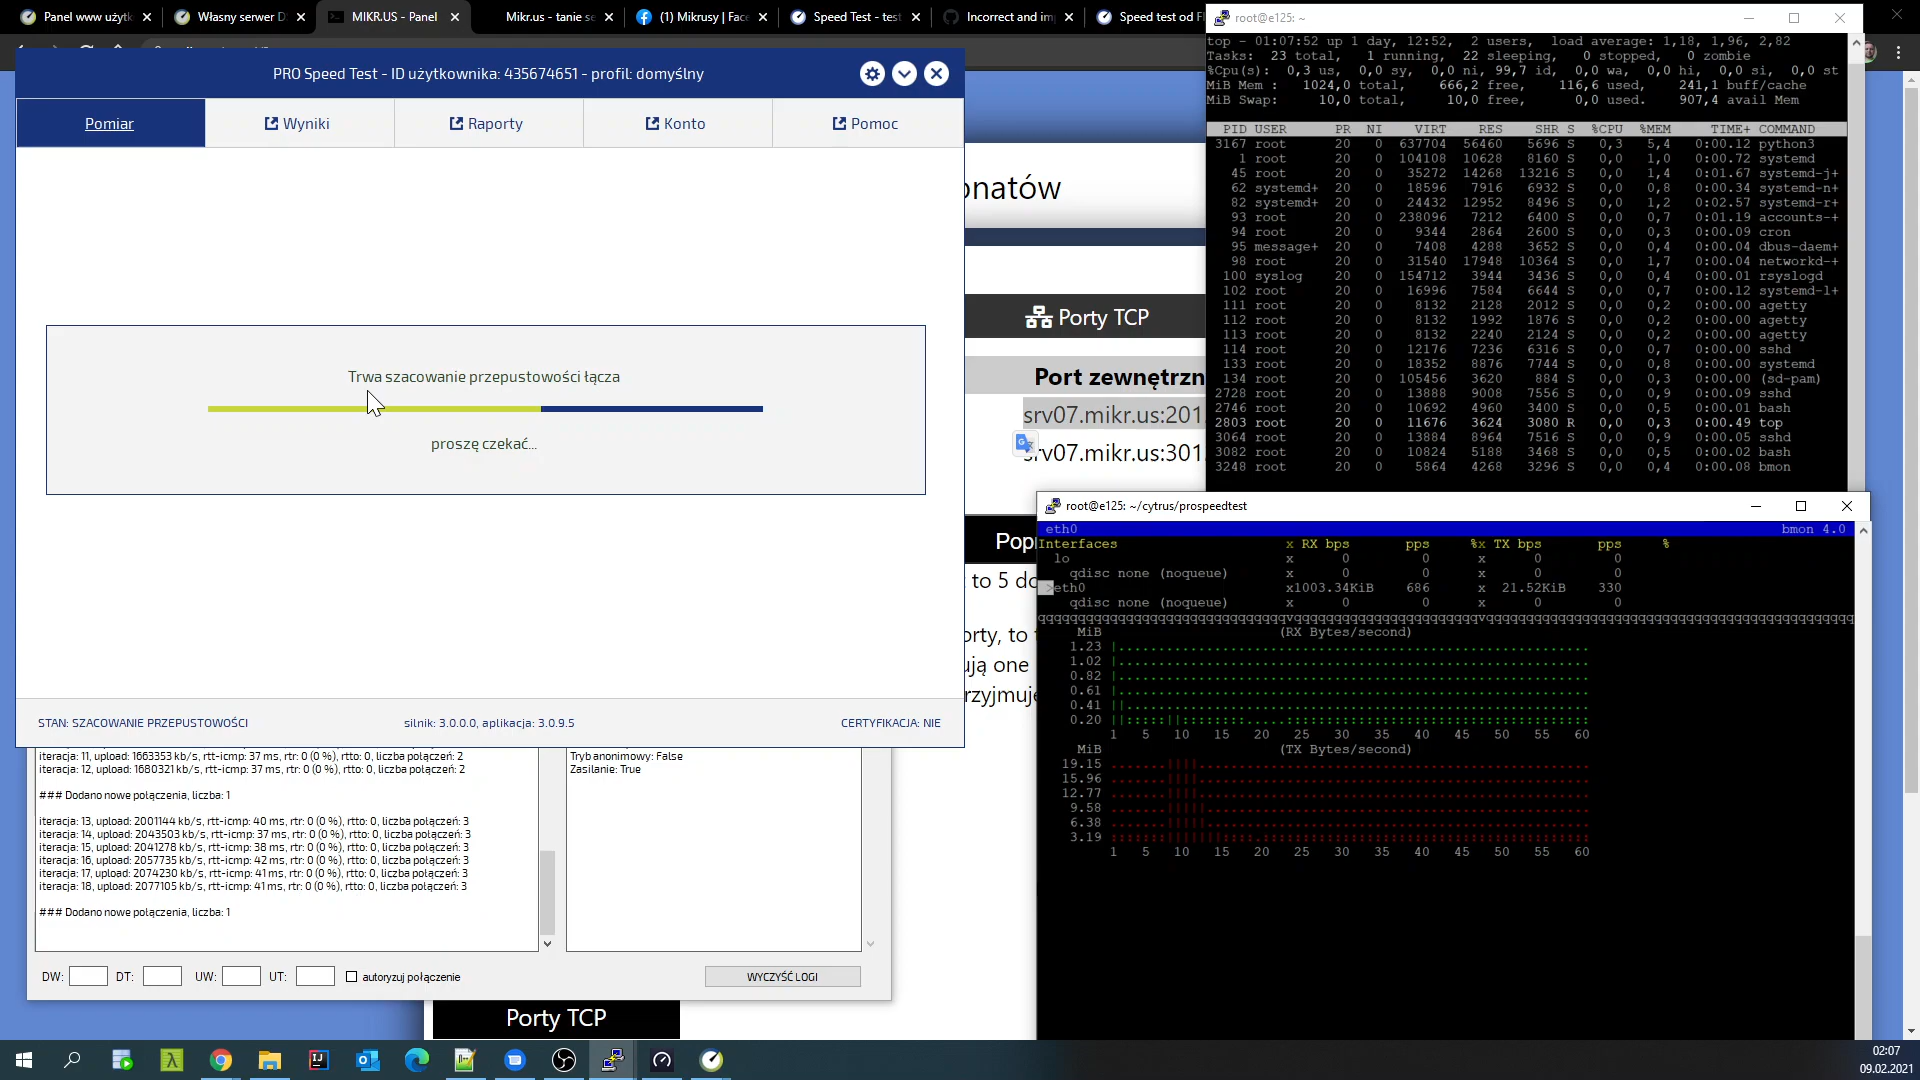 Panel www użytk
Własny serwer D
MIKR.US - Panel
Mikr.us - tanie se
(1) Mikrusy | Face
Speed Test - test
Incorrect and im
Speed test od F
PRO Speed Test - ID użytkownika: 435674651 - profil: domyślny
Pomiar
Wyniki
Raporty
Konto
Pomoc
Trwa szacowanie przepustowości łącza
proszę czekać...
STAN: SZACOWANIE PRZEPUSTOWOŚCI
silnik: 3.0.0.0, aplikacja: 3.0.9.5
CERTYFIKACJA: NIE
iteracja: 11, upload: 1663353 kb/s, rtt-icmp: 37 ms, rtr: 0 (0 %), rtto: 0, liczba połączeń: 2
iteracja: 12, upload: 1680321 kb/s, rtt-icmp: 37 ms, rtr: 0 (0 %), rtto: 0, liczba połączeń: 2
### Dodano nowe połączenia, liczba: 1
iteracja: 13, upload: 2001144 kb/s, rtt-icmp: 40 ms, rtr: 0 (0 %), rtto: 0, liczba połączeń: 3
iteracja: 14, upload: 2043503 kb/s, rtt-icmp: 37 ms, rtr: 0 (0 %), rtto: 0, liczba połączeń: 3
iteracja: 15, upload: 2041278 kb/s, rtt-icmp: 38 ms, rtr: 0 (0 %), rtto: 0, liczba połączeń: 3
iteracja: 16, upload: 2057735 kb/s, rtt-icmp: 42 ms, rtr: 0 (0 %), rtto: 0, liczba połączeń: 3
iteracja: 17, upload: 2074230 kb/s, rtt-icmp: 41 ms, rtr: 0 (0 %), rtto: 0, liczba połączeń: 3
iteracja: 18, upload: 2077105 kb/s, rtt-icmp: 41 ms, rtr: 0 (0 %), rtto: 0, liczba połączeń: 3
### Dodano nowe połączenia, liczba: 1
Tryb anonimowy: False
Zasilanie: True
DW: DT: UW: UT: autoryzuj połączenie
WYCZYŚĆ LOGI
Porty TCP
onatów
Porty TCP
Port zewnętrzn
srv07.mikr.us:201
srv07.mikr.us:301
Pop
to 5 do
orty, to
ują one
rzyjmuje
root@e125: ~
top - 01:07:52 up 1 day, 12:52, 2 users, load average: 1,18, 1,96, 2,82
Tasks: 23 total, 1 running, 22 sleeping, 0 stopped, 0 zombie
%Cpu(s): 0,3 us, 0,0 sy, 0,0 ni, 99,7 id, 0,0 wa, 0,0 hi, 0,0 si, 0,0 st
MiB Mem : 1024,0 total, 666,2 free, 116,6 used, 241,1 buff/cache
MiB Swap: 10,0 total, 10,0 free, 0,0 used. 907,4 avail Mem
PID USER PR NI VIRT RES SHR S %CPU %MEM TIME+ COMMAND
3167 root 20 0 637704 56460 5696 S 0,3 5,4 0:00.12 python3
1 root 20 0 104108 10628 8160 S 0,0 1,0 0:00.72 systemd
45 root 20 0 35272 14268 13216 S 0,0 1,4 0:01.67 systemd-j+
62 systemd+ 20 0 18596 7916 6932 S 0,0 0,8 0:00.34 systemd-n+
82 systemd+ 20 0 24432 12952 8496 S 0,0 1,2 0:02.57 systemd-r+
93 root 20 0 238096 7212 6400 S 0,0 0,7 0:01.19 accounts-+
94 root 20 0 9344 2864 2600 S 0,0 0,3 0:00.09 cron
95 message+ 20 0 7408 4288 3652 S 0,0 0,4 0:00.04 dbus-daem+
98 root 20 0 31540 17948 10364 S 0,0 1,7 0:00.04 networkd-+
100 syslog 20 0 154712 3944 3436 S 0,0 0,4 0:00.01 rsyslogd
102 root 20 0 16996 7584 6644 S 0,0 0,7 0:00.12 systemd-l+
111 root 20 0 8132 2128 2012 S 0,0 0,2 0:00.00 agetty
112 root 20 0 8132 1992 1876 S 0,0 0,2 0:00.00 agetty
113 root 20 0 8132 2240 2124 S 0,0 0,2 0:00.00 agetty
114 root 20 0 12176 7236 6316 S 0,0 0,7 0:00.00 sshd
133 root 20 0 18352 8876 7744 S 0,0 0,8 0:00.00 systemd
134 root 20 0 105456 3620 884 S 0,0 0,3 0:00.00 (sd-pam)
2728 root 20 0 13888 9008 7556 S 0,0 0,9 0:00.09 sshd
2746 root 20 0 10692 4960 3400 S 0,0 0,5 0:00.01 bash
2803 root 20 0 11676 3624 3080 R 0,0 0,3 0:00.49 top
3064 root 20 0 13884 8964 7516 S 0,0 0,9 0:00.05 sshd
3082 root 20 0 10824 5188 3468 S 0,0 0,5 0:00.02 bash
3248 root 20 0 5864 4268 3296 S 0,0 0,4 0:00.08 bmon
root@e125: ~/cytrus/prospeedtest
eth0 bmon 4.0
Interfaces x RX bps pps %x TX bps pps %
lo x 0 0 x 0 0
qdisc none (noqueue) x 0 0 x 0 0
>eth0 x1003.34KiB 686 x 21.52KiB 330
qdisc none (noqueue) x 0 0 x 0 0
MiB (RX Bytes/second)
1.23
1.02
0.82
0.61
0.41
0.20
1 5 10 15 20 25 30 35 40 45 50 55 60
MiB (TX Bytes/second)
19.15
15.96
12.77
9.58
6.38
3.19
1 5 10 15 20 25 30 35 40 45 50 55 60
02:07
09.02.2021